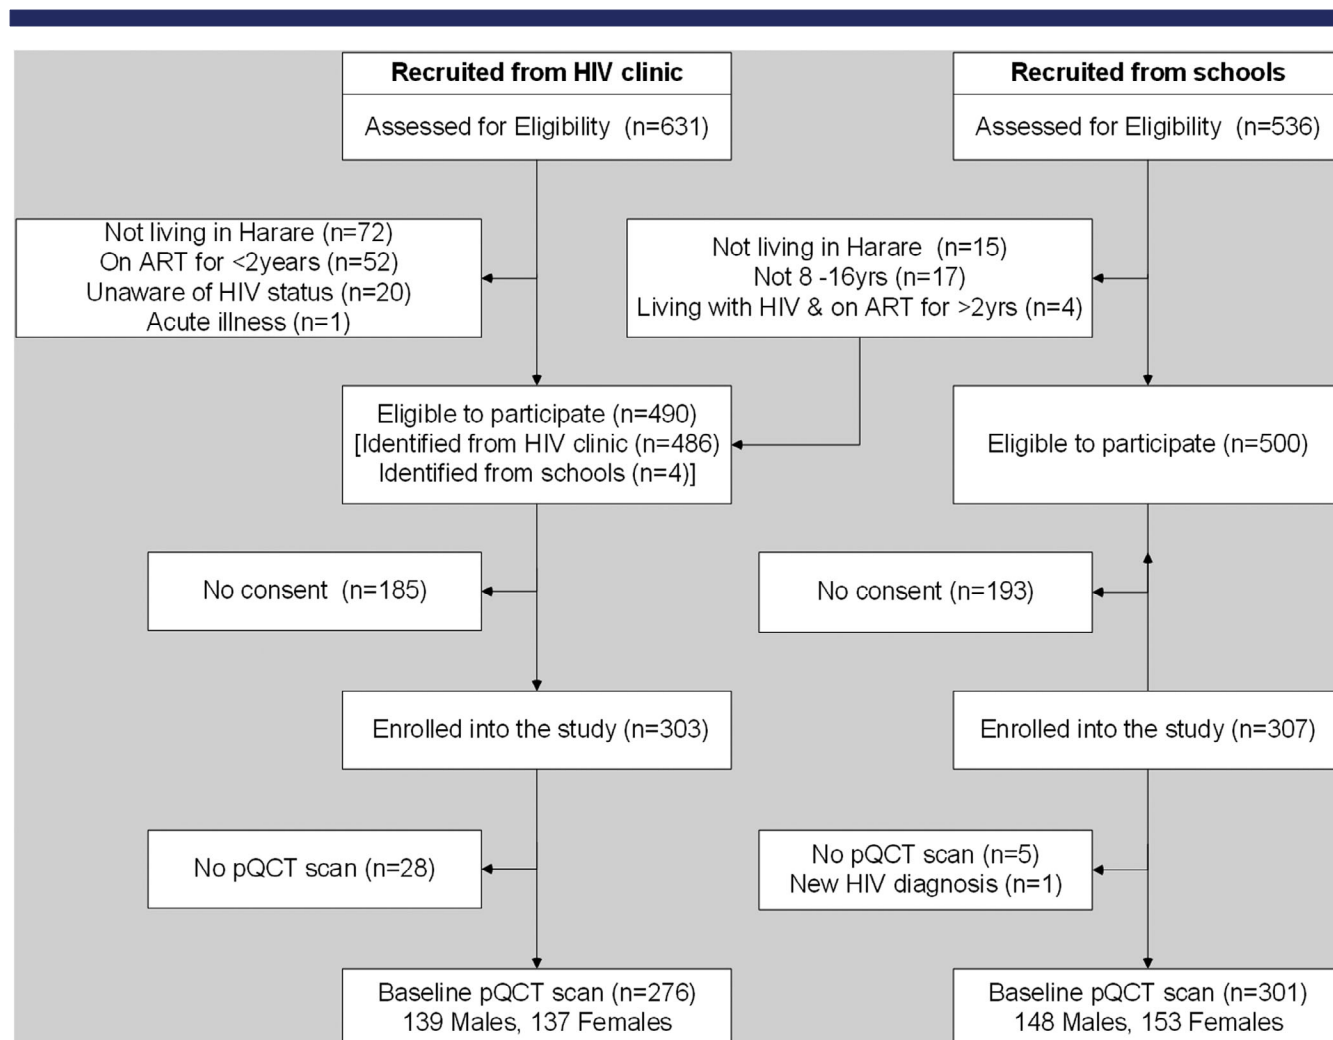 Recruited from HIV clinic
Assessed for Eligibility (n=631)
Recruited from schools
Assessed for Eligibility (n=536)
Not living in Harare (n=72)
On ART for <2years (n=52)
Unaware of HIV status (n=20)
Acute illness (n=1)
Not living in Harare (n=15)
Not 8 -16yrs (n=17)
Living with HIV & on ART for >2yrs (n=4)
Eligible to participate (n=490)
[Identified from HIV clinic (n=486)
Identified from schools (n=4)]
Eligible to participate (n=500)
No consent (n=185)
No consent (n=193)
Enrolled into the study (n=303)
Enrolled into the study (n=307)
No pQCT scan (n=28)
No pQCT scan (n=5)
New HIV diagnosis (n=1)
Baseline pQCT scan (n=276)
139 Males, 137 Females
Baseline pQCT scan (n=301)
148 Males, 153 Females